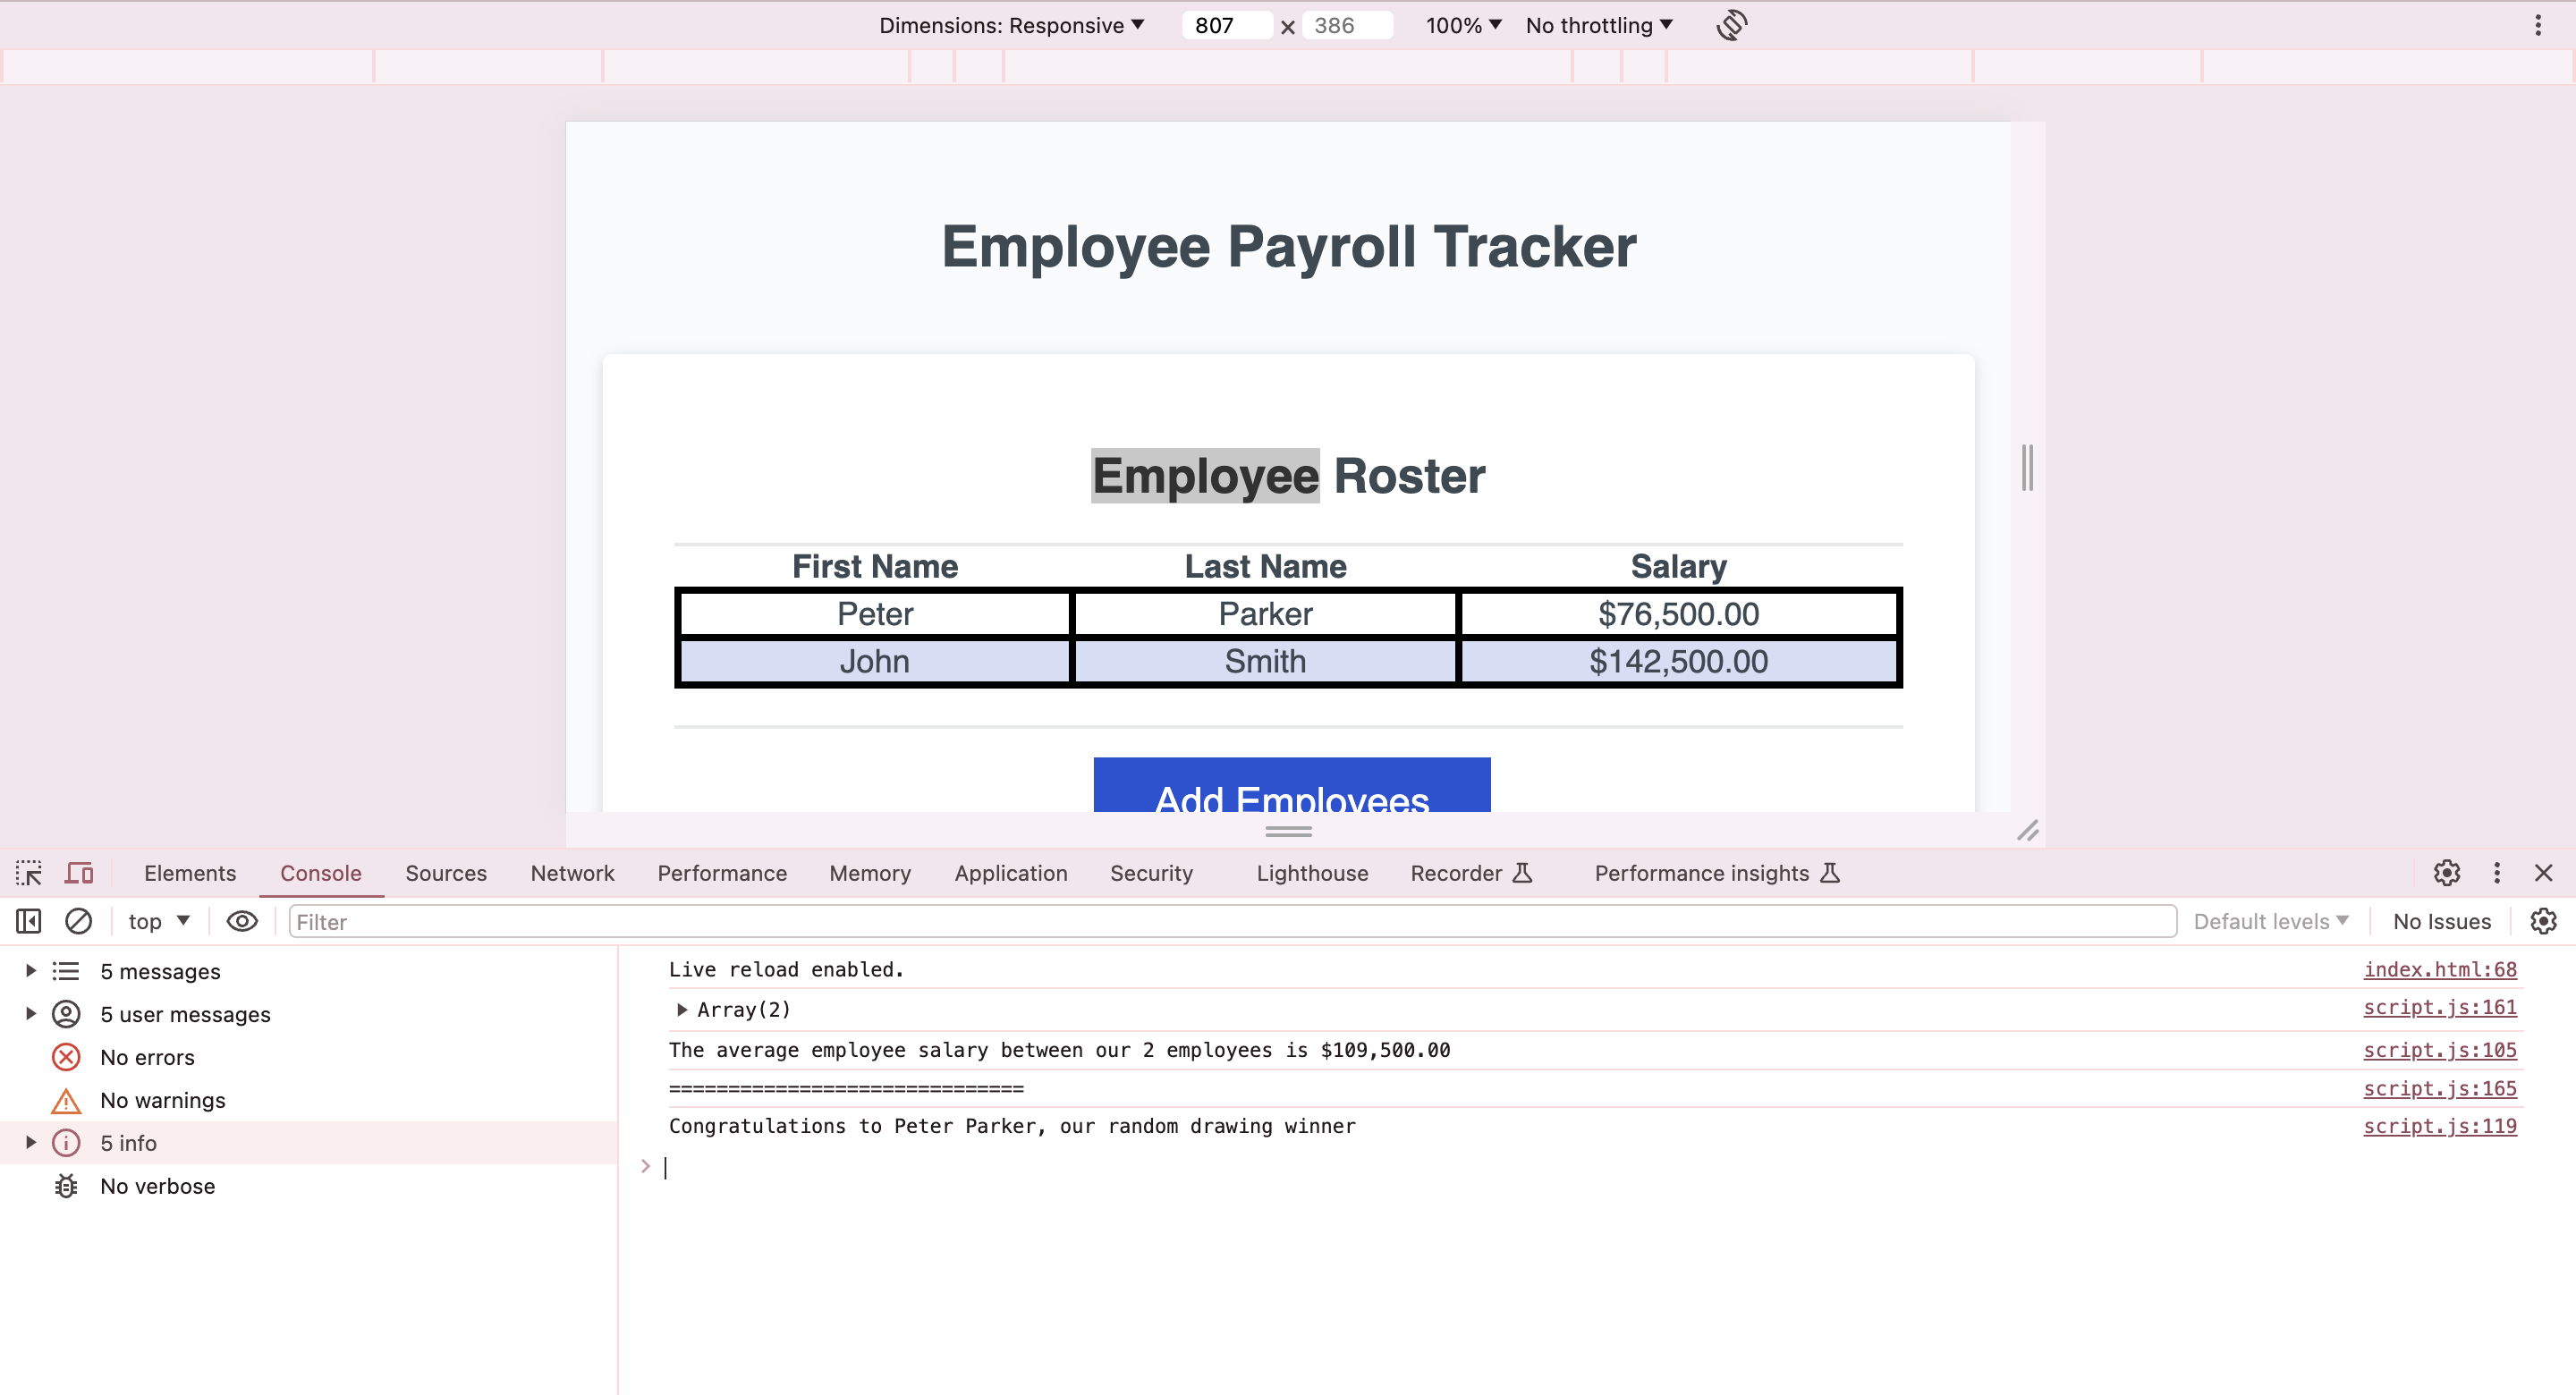 Dimensions: Responsive 807 × 386 100% No throttling
Employee Payroll Tracker
Employee Roster
First Name Last Name Salary
Peter Parker $76,500.00
John Smith $142,500.00
Add Employees
Elements Console Sources Network Performance Memory Application Security Lighthouse Recorder Performance insights
top Filter Default levels No Issues
5 messages
5 user messages
No errors
No warnings
5 info
No verbose
Live reload enabled. index.html:68
Array(2) script.js:161
The average employee salary between our 2 employees is $109,500.00 script.js:105
============================== script.js:165
Congratulations to Peter Parker, our random drawing winner script.js:119